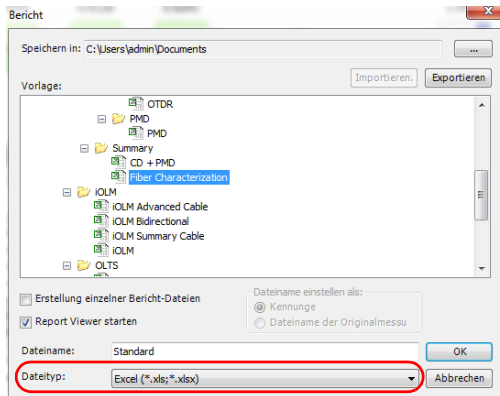 Bericht
Speichern in: C:\Users\admin\Documents
...
Importieren. Exportieren
Vorlage:
OTDR
PMD
PMD
Summary
CD + PMD
Fiber Characterization
iOLM
iOLM Advanced Cable
iOLM Bidirectional
iOLM Summary Cable
iOLM
OLTS
Erstellung einzelner Bericht-Dateien
Report Viewer starten
Dateiname einstellen als:
Kennunge
Dateiname der Originalmessu
Dateiname: Standard OK
Dateityp: Excel (*.xls;*.xlsx) Abbrechen